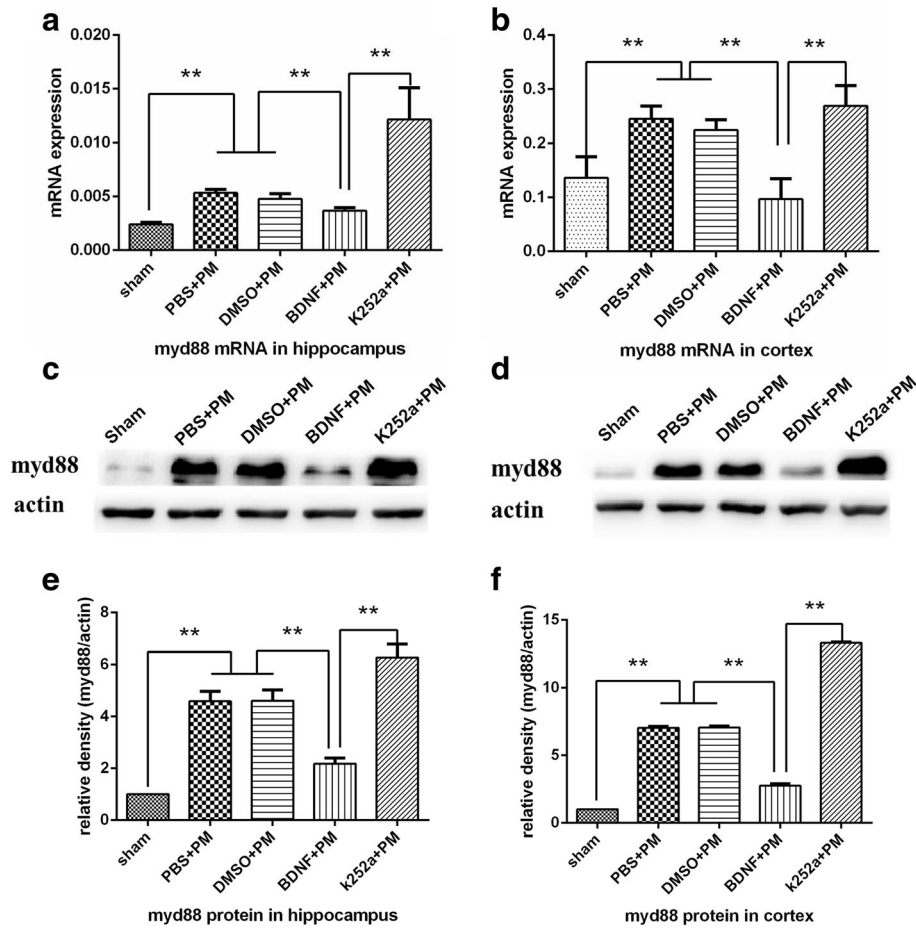 a
mRNA expression
0.020
0.015
0.010
0.005
0.000
**
**
**
sham
PBS+PM
DMSO+PM
BDNF+PM
K252a+PM
myd88 mRNA in hippocampus
b
mRNA expression
0.4
0.3
0.2
0.1
0.0
**
**
**
sham
PBS+PM
DMSO+PM
BDNF+PM
K252a+PM
myd88 mRNA in cortex
c
Sham
PBS+PM
DMSO+PM
BDNF+PM
K252a+PM
myd88
actin
d
Sham
PBS+PM
DMSO+PM
BDNF+PM
K252a+PM
myd88
actin
e
relative density (myd88/actin)
8
6
4
2
0
**
**
**
sham
PBS+PM
DMSO+PM
BDNF+PM
k252a+PM
myd88 protein in hippocampus
f
relative density (myd88/actin)
15
10
5
0
**
**
**
sham
PBS+PM
DMSO+PM
BDNF+PM
k252a+PM
myd88 protein in cortex